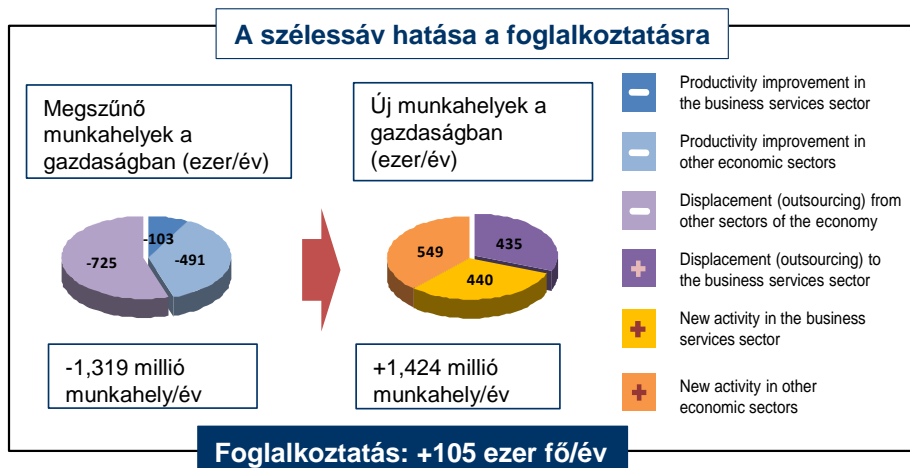 A szélessáv hatása a foglalkoztatásra
Megszűnő
munkahelyek a
gazdaságban (ezer/év)
-103
-491
-725
-1,319 millió
munkahely/év
Új munkahelyek a
gazdaságban
(ezer/év)
549
435
440
+1,424 millió
munkahely/év
Productivity improvement in
the business services sector
Productivity improvement in
other economic sectors
Displacement (outsourcing) from
other sectors of the economy
Displacement (outsourcing) to
the business services sector
New activity in the business
services sector
New activity in other
economic sectors
Foglalkoztatás: +105 ezer fő/év